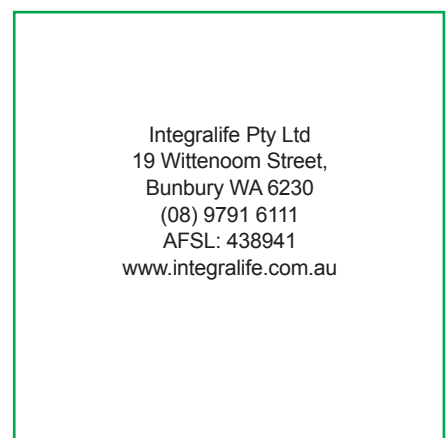 Integralife Pty Ltd
19 Wittenoom Street,
Bunbury WA 6230
(08) 9791 6111
AFSL: 438941
www.integralife.com.au